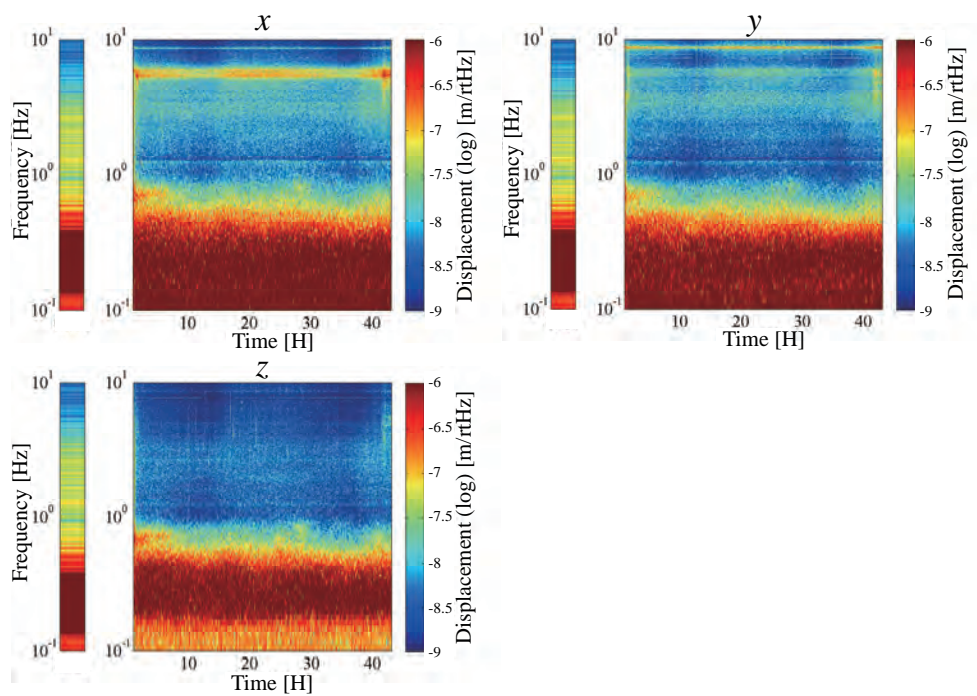 x
Frequency [Hz]
10¹
10⁰
10⁻¹
10¹
10⁰
10⁻¹
10 20 30 40
Time [H]
-6
-6.5
-7
-7.5
-8
-8.5
-9
Displacement (log) [m/rtHz]
y
Frequency [Hz]
10¹
10⁰
10⁻¹
10¹
10⁰
10⁻¹
10 20 30 40
Time [H]
-6
-6.5
-7
-7.5
-8
-8.5
-9
Displacement (log) [m/rtHz]
z
Frequency [Hz]
10¹
10⁰
10⁻¹
10¹
10⁰
10⁻¹
10 20 30 40
Time [H]
-6
-6.5
-7
-7.5
-8
-8.5
-9
Displacement (log) [m/rtHz]